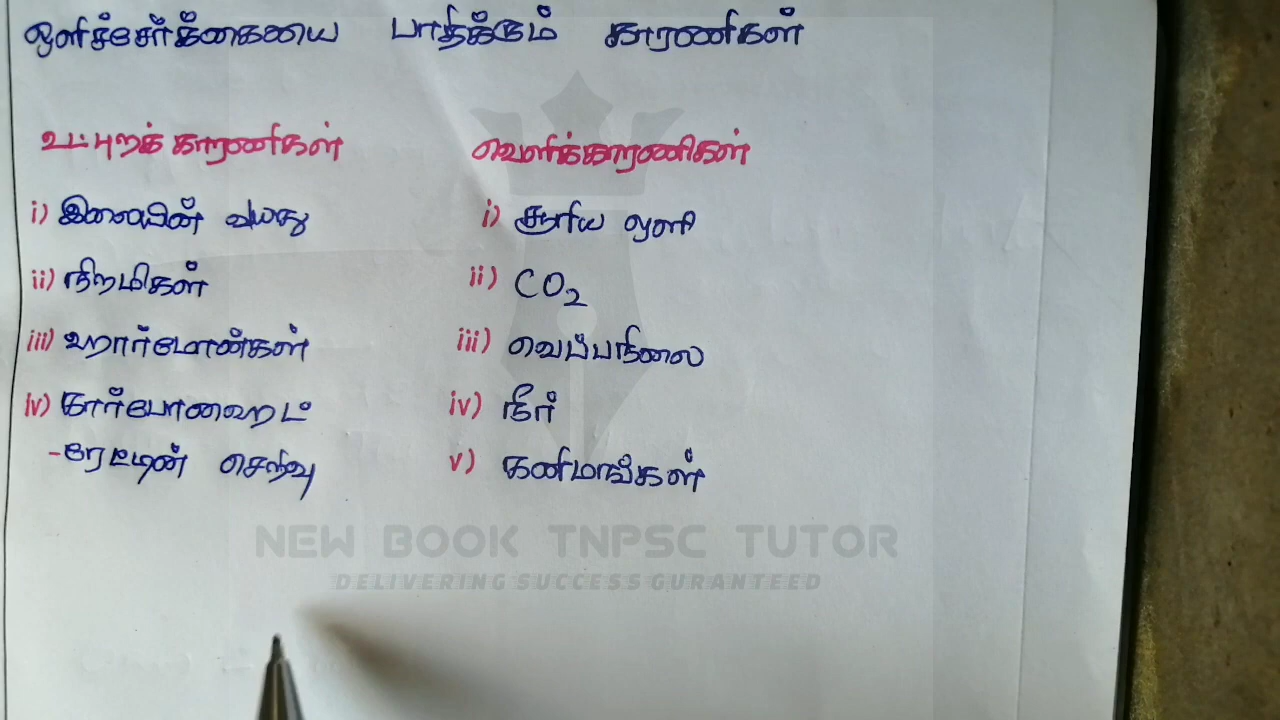 ஒளிச்சேர்க்கையை பாதிக்கும் காரணிகள்
உட்புறக் காரணிகள்
i) இலையின் வயது
ii) நிறமிகள்
iii) ஹார்மோன்கள்
iv) கார்போஹைட்
-ரேட்டின் செறிவு
வெளிக்காரணிகள்
i) சூரிய ஒளி
ii) CO2
iii) வெப்பநிலை
iv) நீர்
v) கனிமங்கள்
NEW BOOK TNPSC TUTOR
DELIVERING SUCCESS GURANTEED